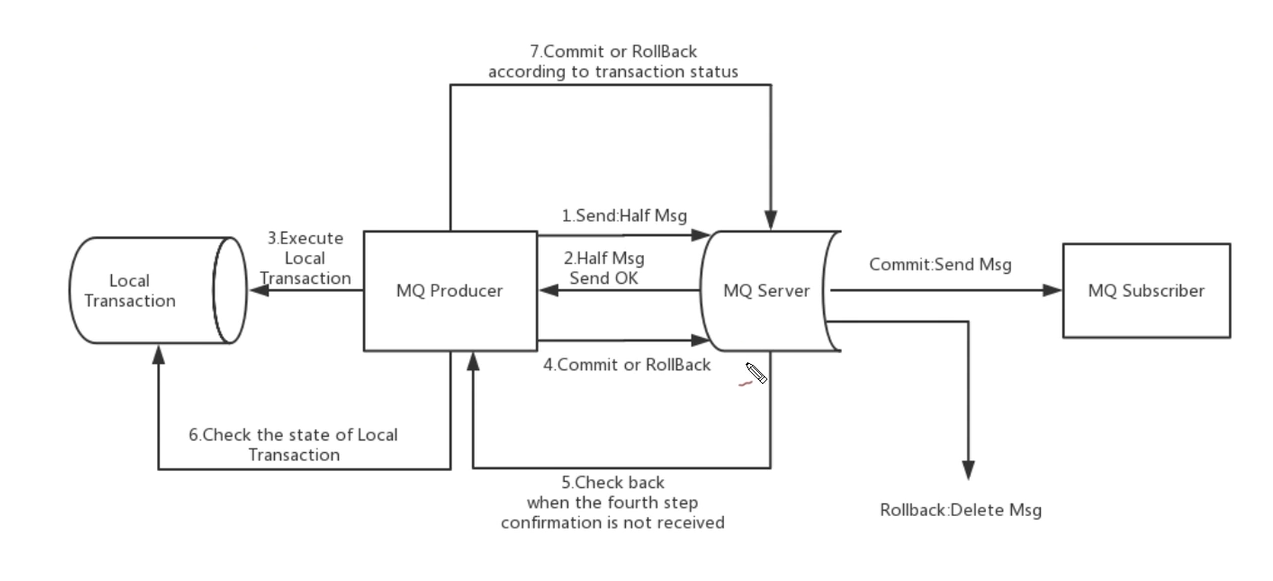 7.Commit or RollBack
according to transaction status
1.Send:Half Msg
3.Execute
Local
Transaction
2.Half Msg
Send OK
Commit:Send Msg
Local
Transaction
MQ Producer
MQ Server
MQ Subscriber
4.Commit or RollBack
6.Check the state of Local
Transaction
5.Check back
when the fourth step
confirmation is not received
Rollback:Delete Msg